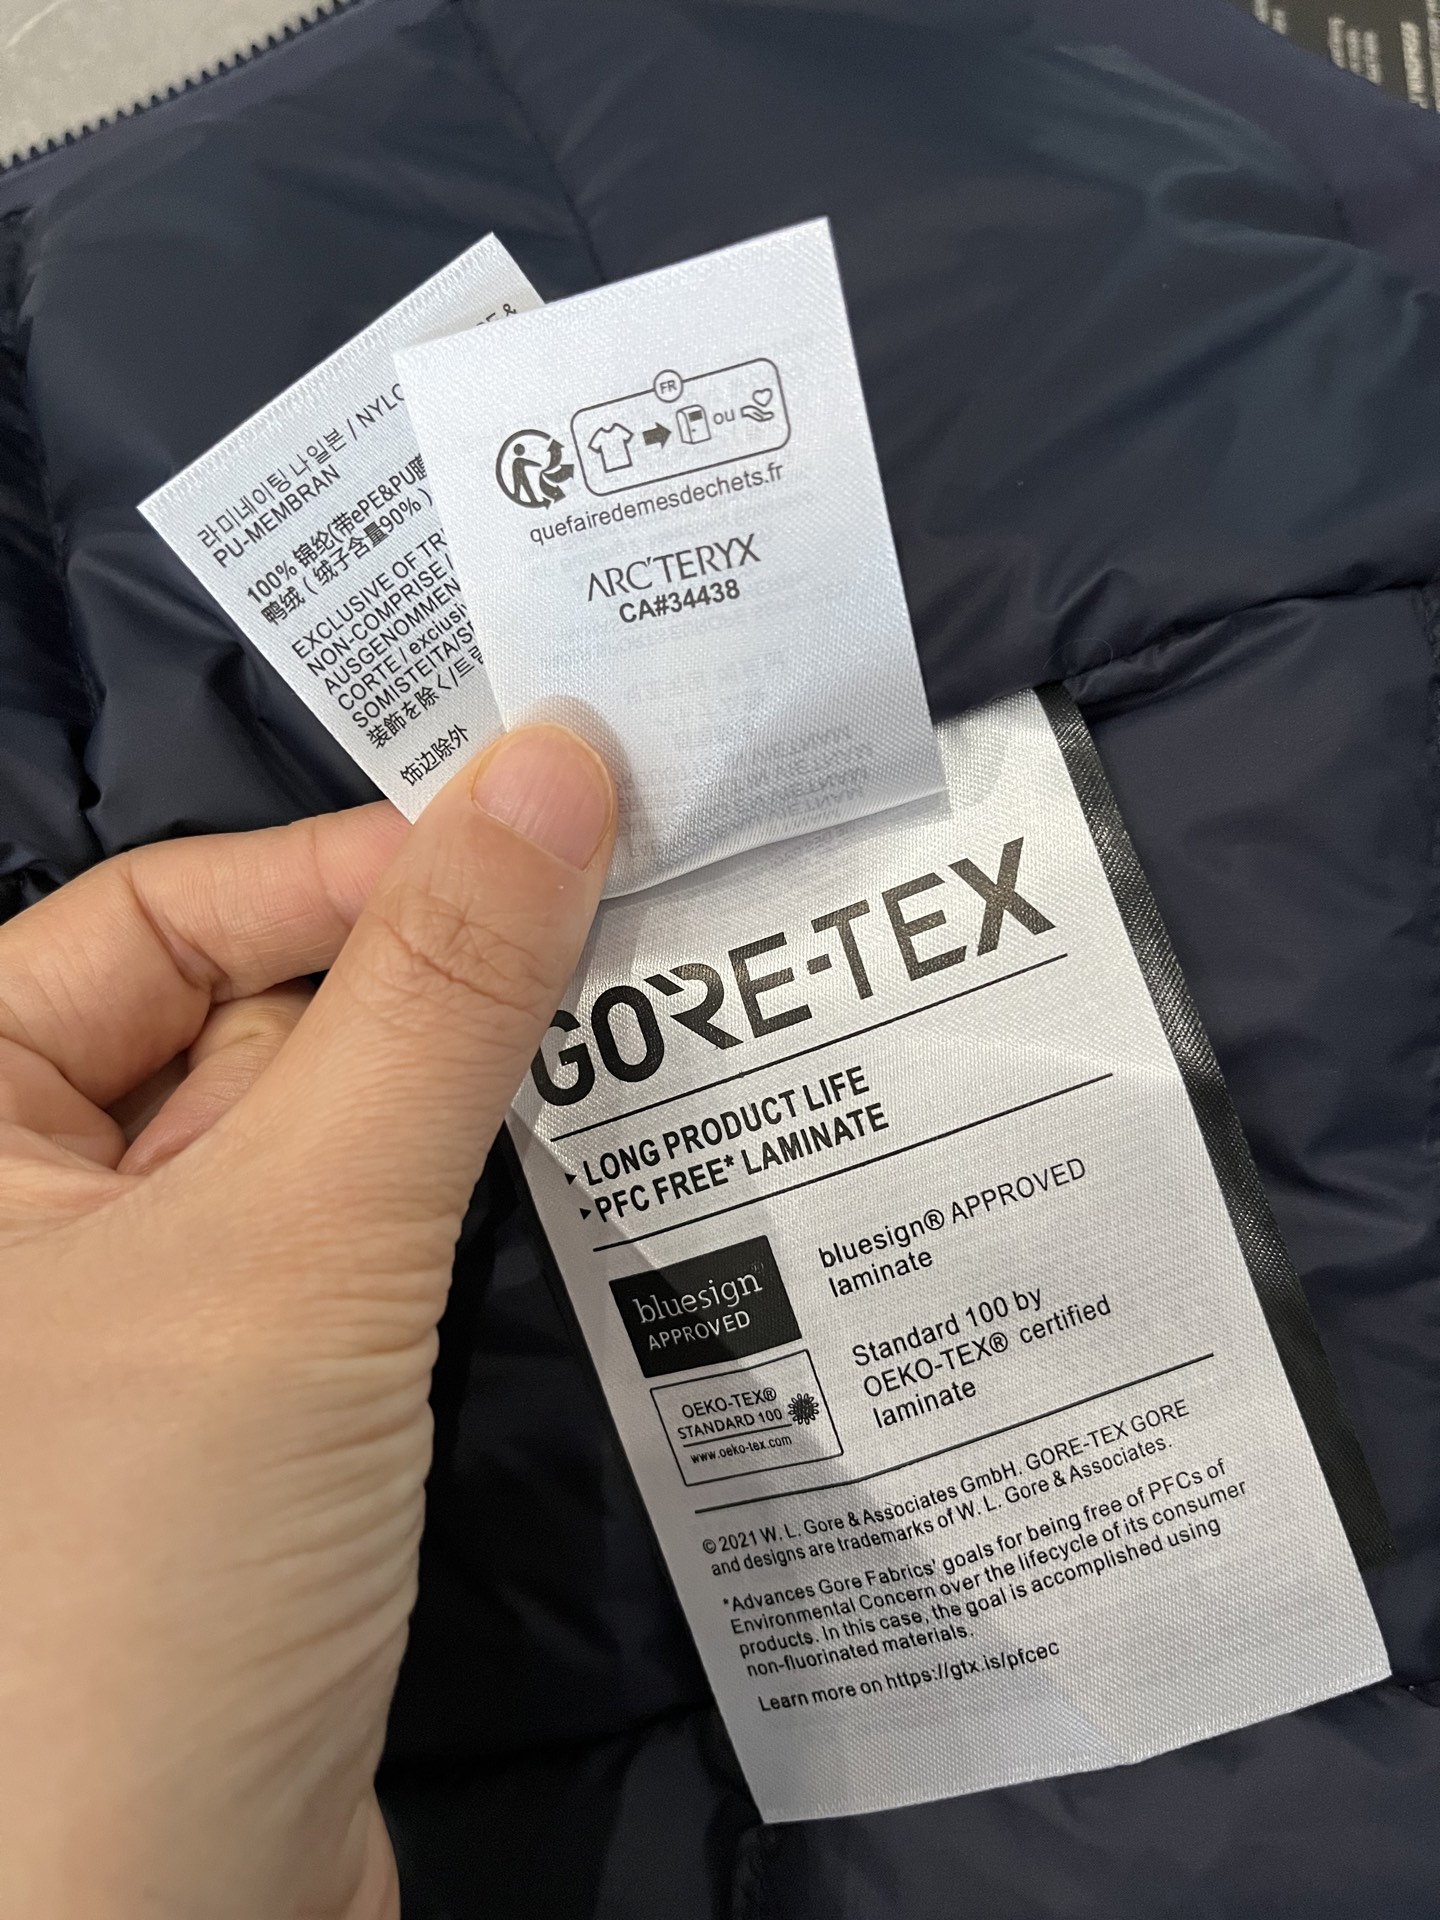 라미네이팅 나일본 / NYLO
PU-MEMBRAN
100% 锦纶(带ePE&PU膜
鸭绒（绒子含量90%）
EXCLUSIVE OF TR
NON-COMPRISE
AUSGENOMMEN
CORTE / exclusiv
SOMISTEITA/S
装飾を除く/트림
饰边除外
FR
ou
quefairedemesdechets.fr
ARC'TERYX
CA#34438
GORE-TEX
▸LONG PRODUCT LIFE
▸PFC FREE* LAMINATE
bluesign®
APPROVED
bluesign® APPROVED
laminate
OEKO-TEX®
STANDARD 100
www.oeko-tex.com
Standard 100 by
OEKO-TEX® certified
laminate
© 2021 W. L. Gore & Associates GmbH. GORE-TEX GORE
and designs are trademarks of W. L. Gore & Associates.
*Advances Gore Fabrics' goals for being free of PFCs of
Environmental Concern over the lifecycle of its consumer
products. In this case, the goal is accomplished using
non-fluorinated materials.
Learn more on https://gtx.is/pfcec